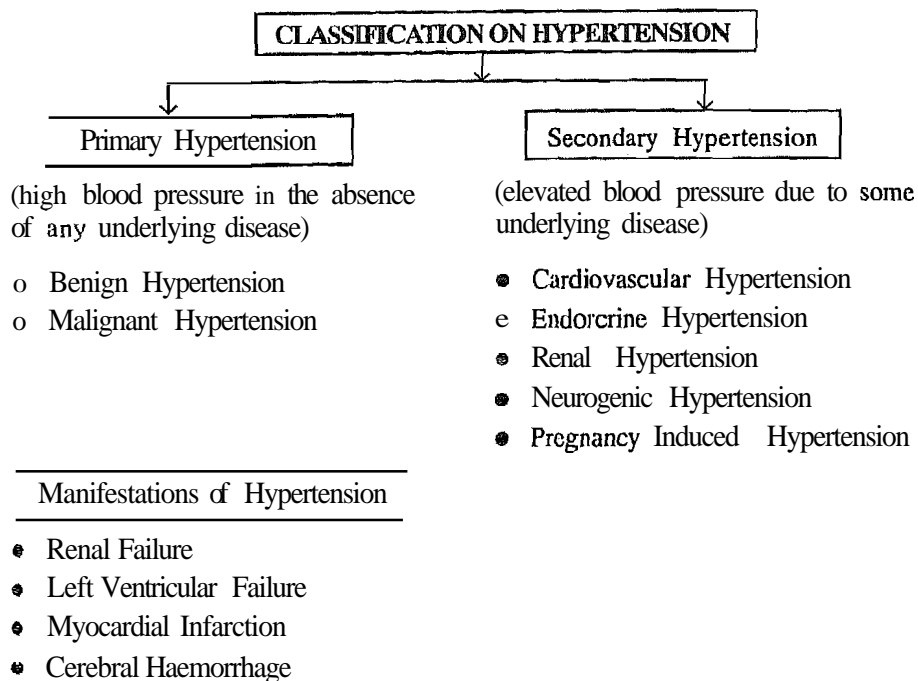 CLASSIFICATION ON HYPERTENSION
Primary Hypertension
(high blood pressure in the absence
of any underlying disease)
o Benign Hypertension
o Malignant Hypertension
Secondary Hypertension
(elevated blood pressure due to some
underlying disease)
● Cardiovascular Hypertension
e Endorcrine Hypertension
● Renal Hypertension
● Neurogenic Hypertension
● Pregnancy Induced Hypertension
Manifestations of Hypertension
● Renal Failure
● Left Ventricular Failure
● Myocardial Infarction
● Cerebral Haemorrhage